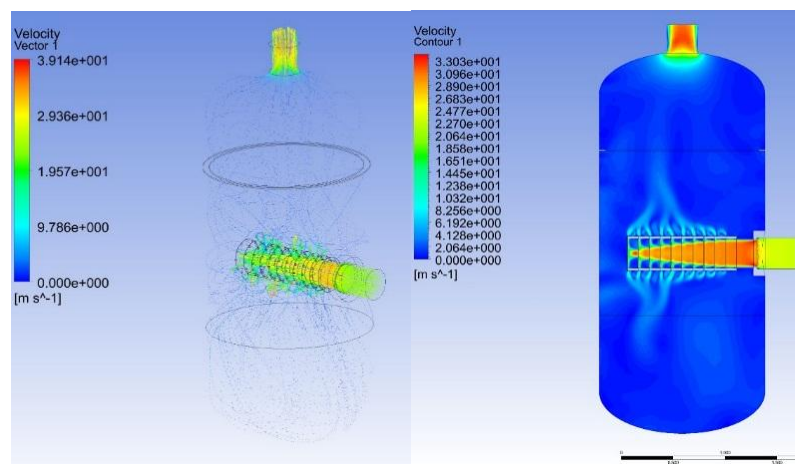 Velocity
Vector 1
3.914e+001
2.936e+001
1.957e+001
9.786e+000
0.000e+000
[m s^-1]
Velocity
Contour 1
3.303e+001
3.096e+001
2.890e+001
2.683e+001
2.477e+001
2.270e+001
2.064e+001
1.858e+001
1.651e+001
1.445e+001
1.238e+001
1.032e+001
8.256e+000
6.192e+000
4.128e+000
2.064e+000
0.000e+000
[m s^-1]
0